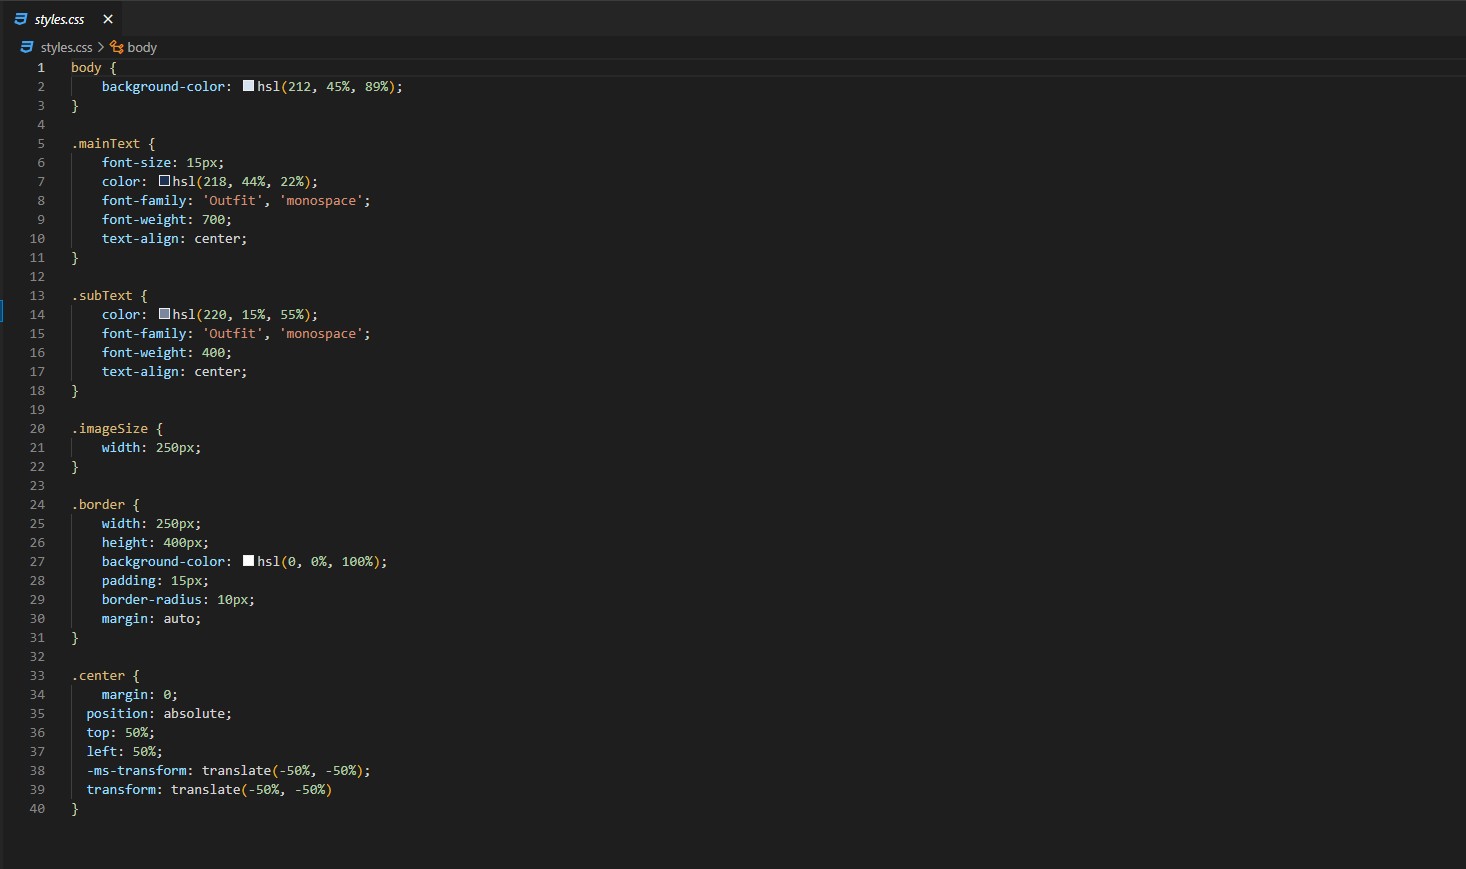 styles.css ×
styles.css > body
1 body {
2     background-color: hsl(212, 45%, 89%);
3 }
4
5 .mainText {
6     font-size: 15px;
7     color: hsl(218, 44%, 22%);
8     font-family: 'Outfit', 'monospace';
9     font-weight: 700;
10     text-align: center;
11 }
12
13 .subText {
14     color: hsl(220, 15%, 55%);
15     font-family: 'Outfit', 'monospace';
16     font-weight: 400;
17     text-align: center;
18 }
19
20 .imageSize {
21     width: 250px;
22 }
23
24 .border {
25     width: 250px;
26     height: 400px;
27     background-color: hsl(0, 0%, 100%);
28     padding: 15px;
29     border-radius: 10px;
30     margin: auto;
31 }
32
33 .center {
34     margin: 0;
35   position: absolute;
36   top: 50%;
37   left: 50%;
38   -ms-transform: translate(-50%, -50%);
39   transform: translate(-50%, -50%)
40 }